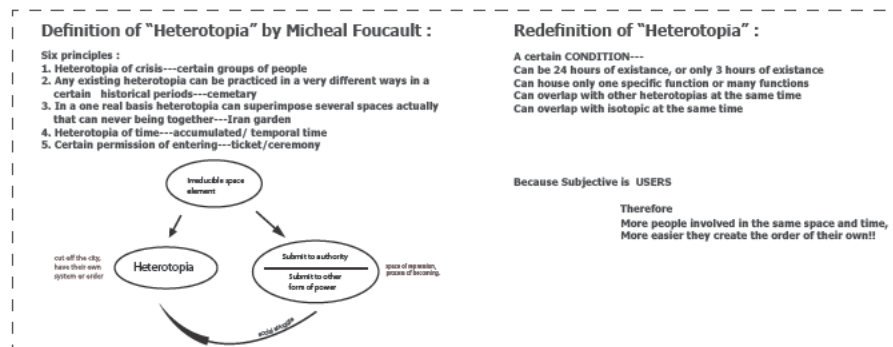 Definition of "Heterotopia" by Micheal Foucault :
Six principles :
1. Heterotopia of crisis---certain groups of people
2. Any existing heterotopia can be practiced in a very different ways in a
certain historical periods---cemetary
3. In a one real basis heterotopia can superimpose several spaces actually
that can never being together---Iran garden
4. Heterotopia of time---accumulated/ temporal time
5. Certain permission of entering---ticket/ceremony
Irreducible space
element
cut off the city,
have their own
system or order
Heterotopia
Submit to authority
Submit to other
form of power
space of repression,
process of becoming.
social struggle
Redefinition of "Heterotopia" :
A certain CONDITION---
Can be 24 hours of existance, or only 3 hours of existance
Can house only one specific function or many functions
Can overlap with other heterotopias at the same time
Can overlap with isotopic at the same time
Because Subjective is USERS
Therefore
More people involved in the same space and time,
More easier they create the order of their own!!